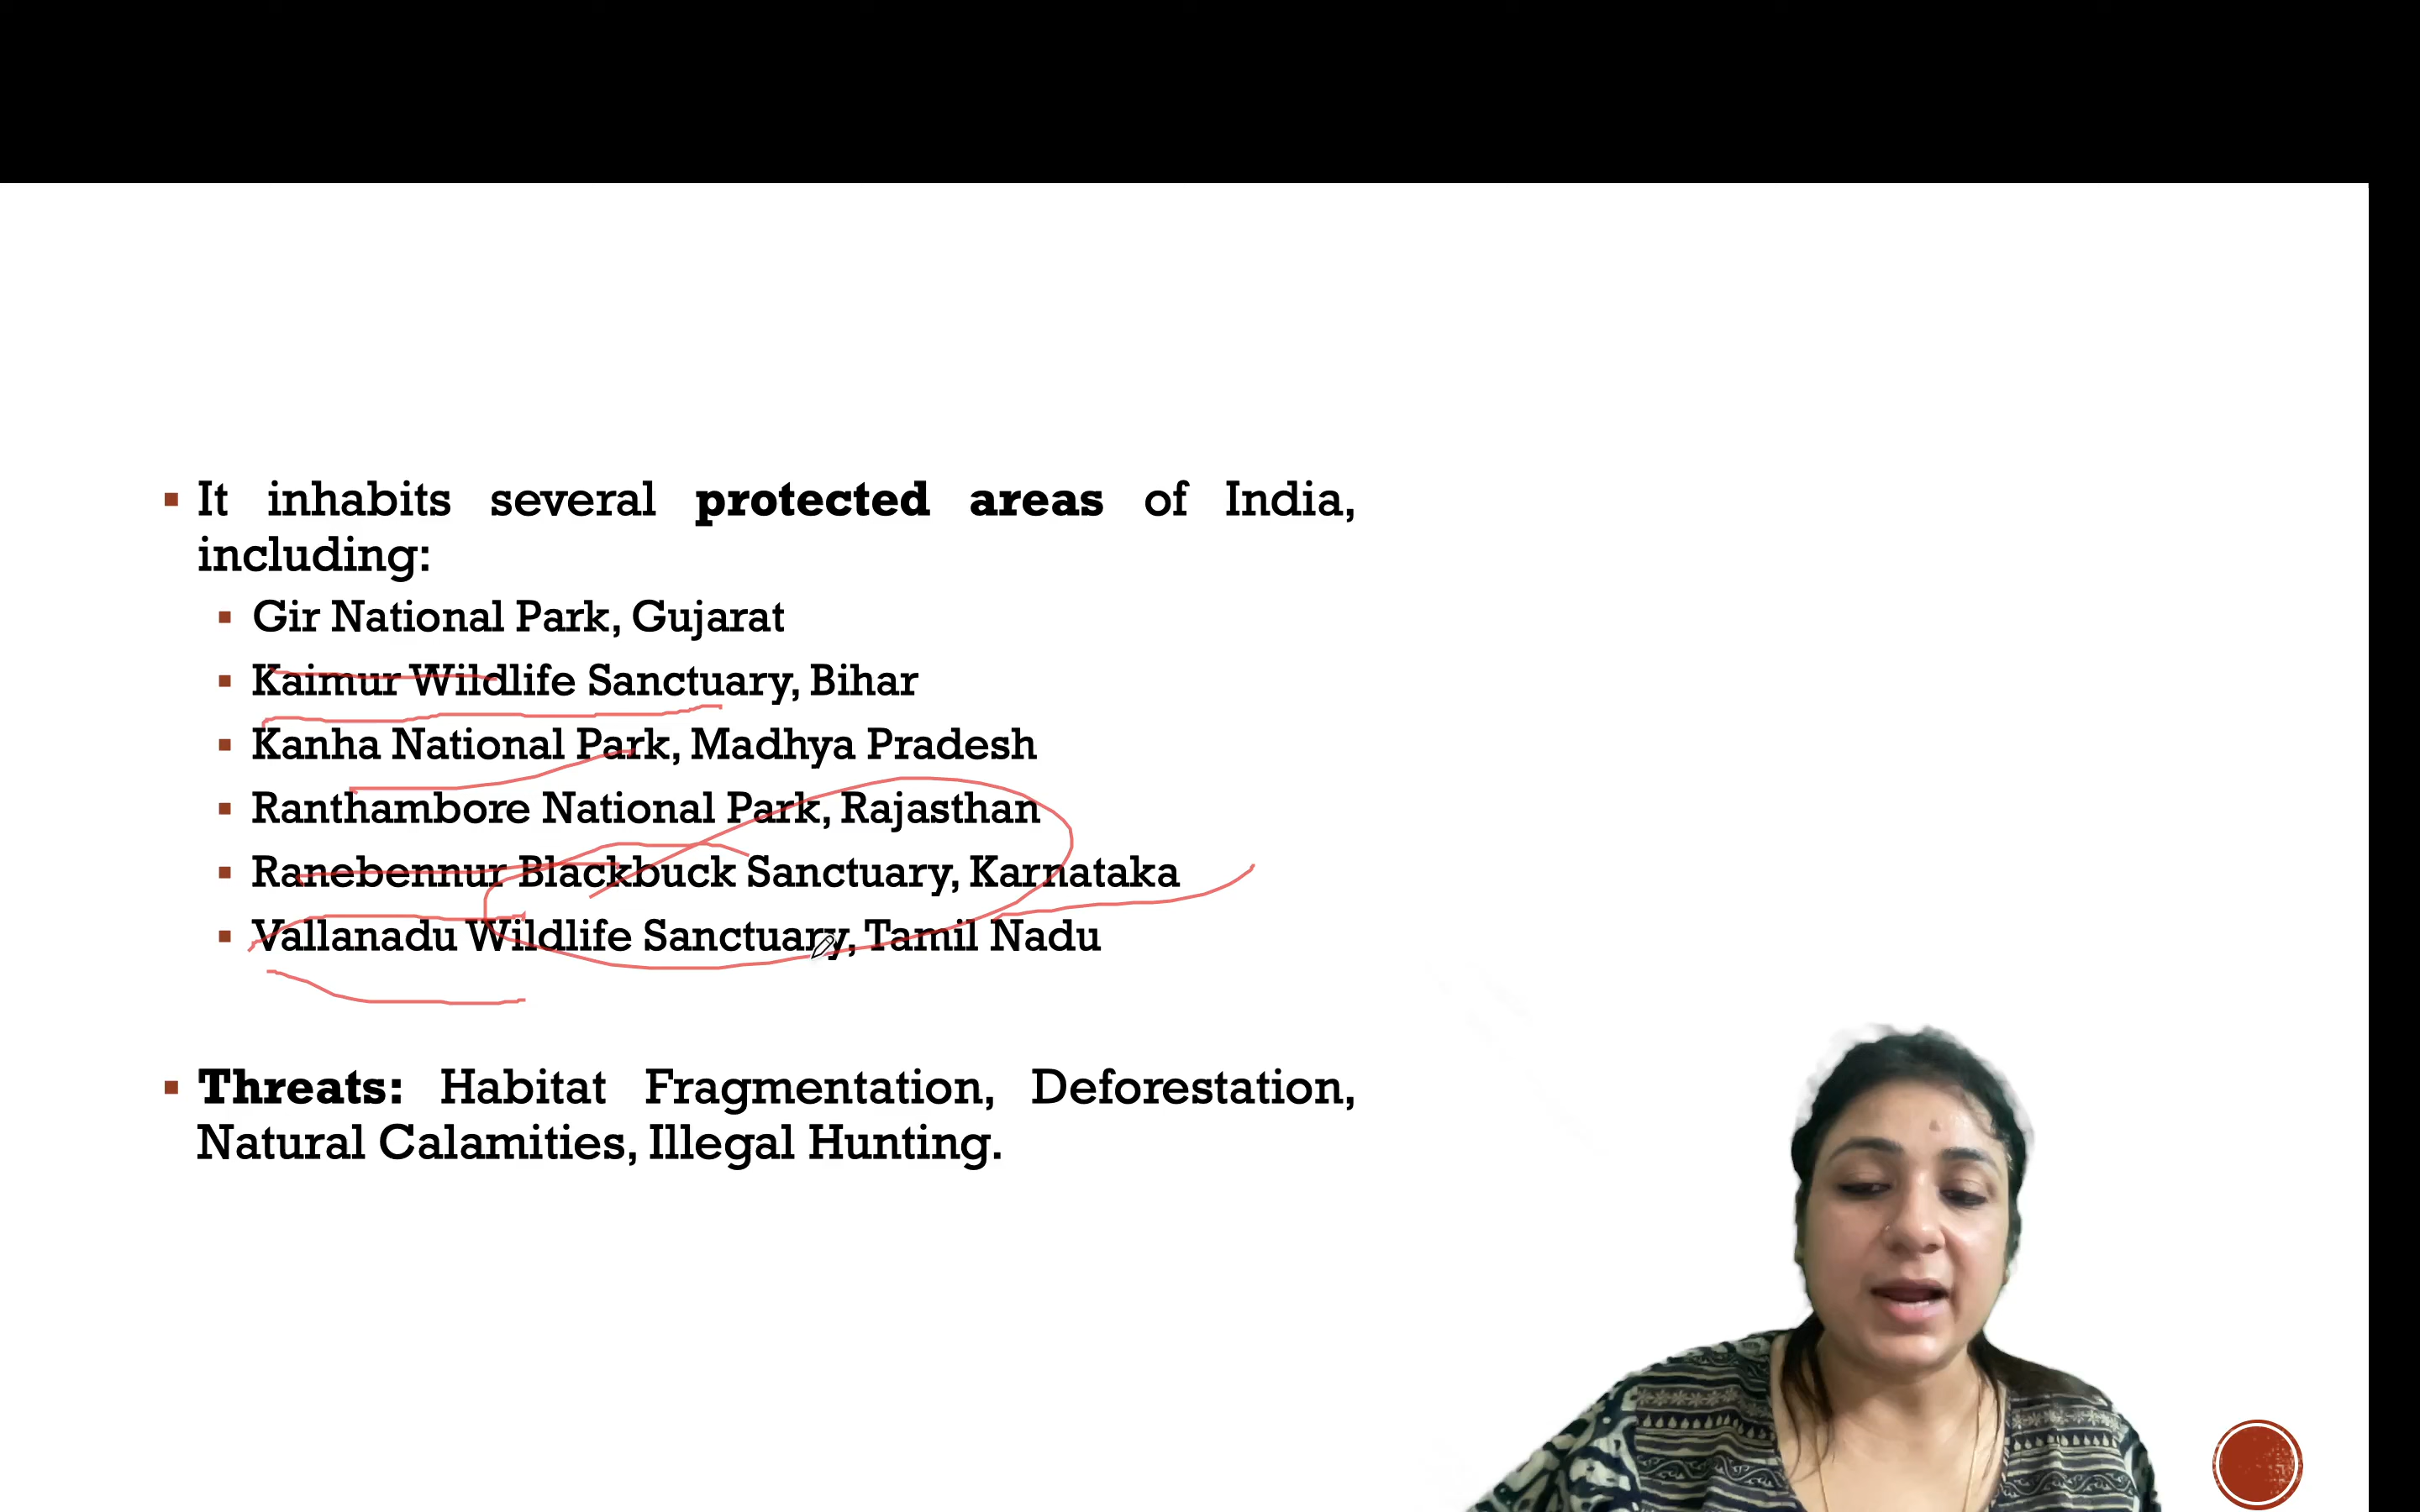 It inhabits several protected areas of India,
including:
Gir National Park, Gujarat
Kaimur Wildlife Sanctuary, Bihar
Kanha National Park, Madhya Pradesh
Ranthambore National Park, Rajasthan
Ranebennur Blackbuck Sanctuary, Karnataka
Vallanadu Wildlife Sanctuary, Tamil Nadu
Threats: Habitat Fragmentation, Deforestation,
Natural Calamities, Illegal Hunting.